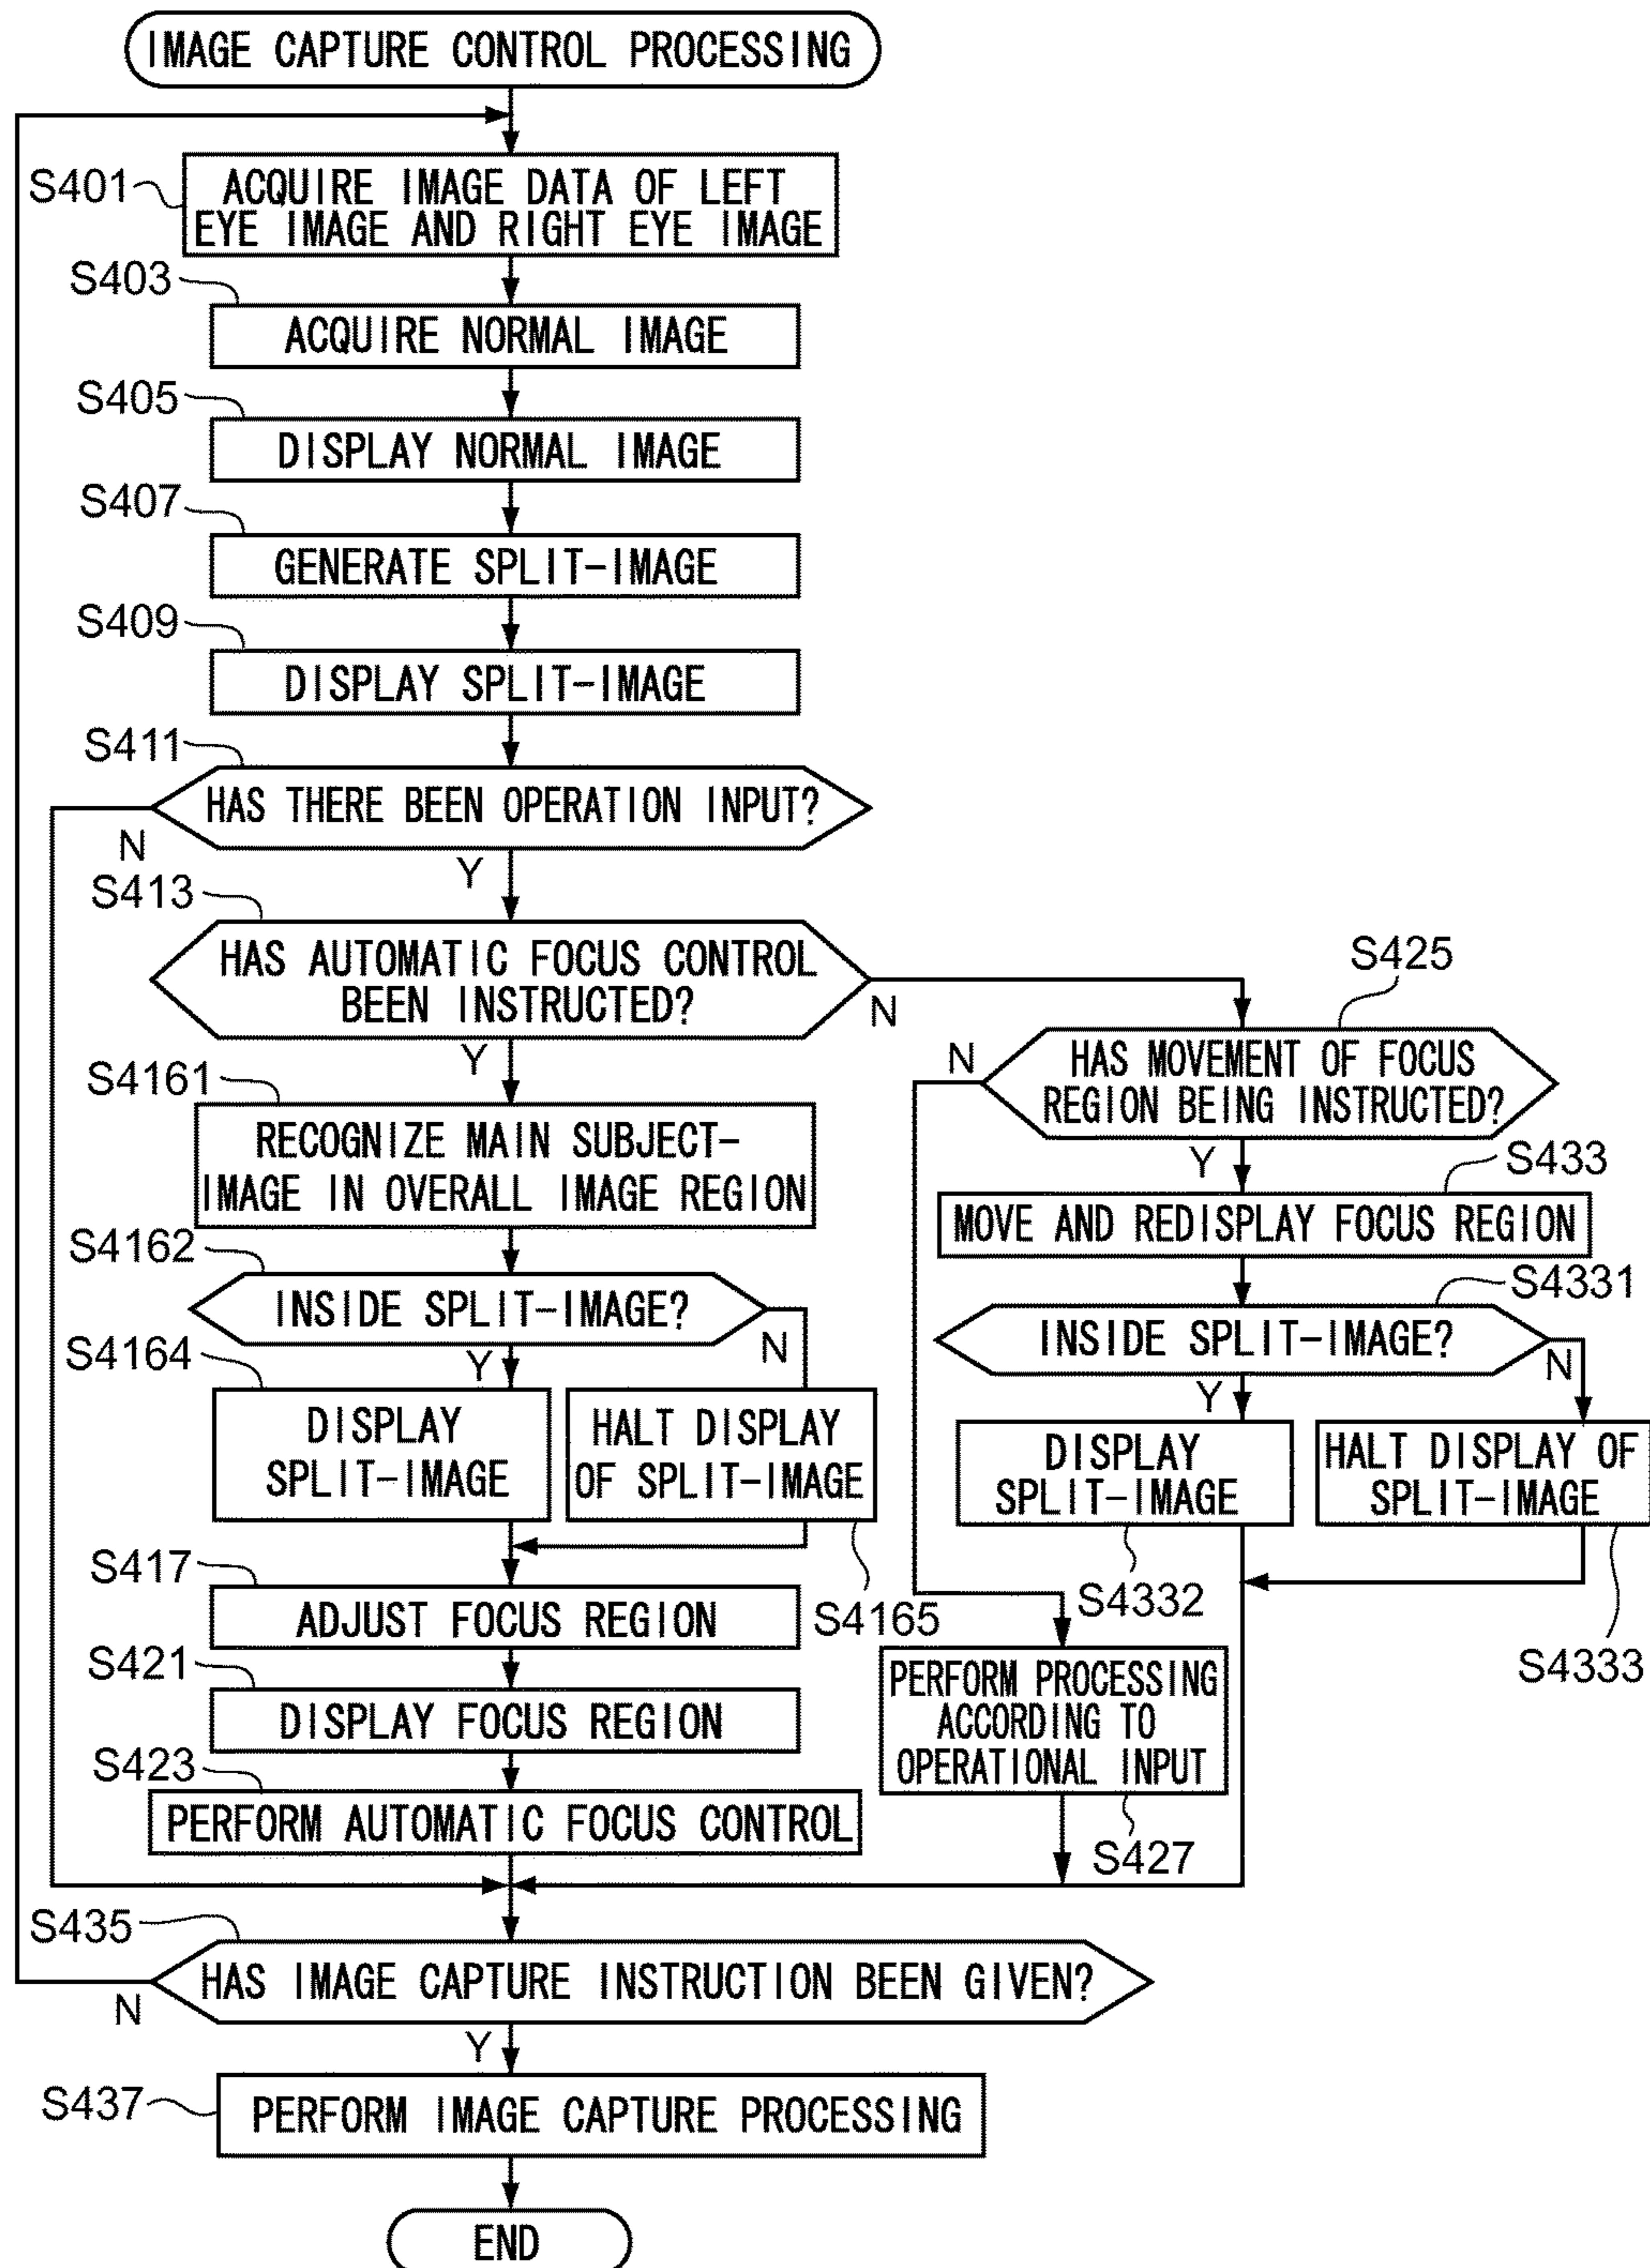 IMAGE CAPTURE CONTROL PROCESSING
S401
ACQUIRE IMAGE DATA OF LEFT
EYE IMAGE AND RIGHT EYE IMAGE
S403
ACQUIRE NORMAL IMAGE
S405
DISPLAY NORMAL IMAGE
S407
GENERATE SPLIT-IMAGE
S409
DISPLAY SPLIT-IMAGE
S411
HAS THERE BEEN OPERATION INPUT?
N
Y
S413
HAS AUTOMATIC FOCUS CONTROL
BEEN INSTRUCTED?
N
Y
S4161
RECOGNIZE MAIN SUBJECT-
IMAGE IN OVERALL IMAGE REGION
S4162
INSIDE SPLIT-IMAGE?
Y
N
S4164
DISPLAY
SPLIT-IMAGE
HALT DISPLAY
OF SPLIT-IMAGE
S4165
S417
ADJUST FOCUS REGION
S421
DISPLAY FOCUS REGION
S423
PERFORM AUTOMATIC FOCUS CONTROL
S425
HAS MOVEMENT OF FOCUS
REGION BEING INSTRUCTED?
N
Y
S433
MOVE AND REDISPLAY FOCUS REGION
S4331
INSIDE SPLIT-IMAGE?
Y
N
DISPLAY
SPLIT-IMAGE
S4332
HALT DISPLAY OF
SPLIT-IMAGE
S4333
PERFORM PROCESSING
ACCORDING TO
OPERATIONAL INPUT
S427
S435
HAS IMAGE CAPTURE INSTRUCTION BEEN GIVEN?
N
Y
S437
PERFORM IMAGE CAPTURE PROCESSING
END